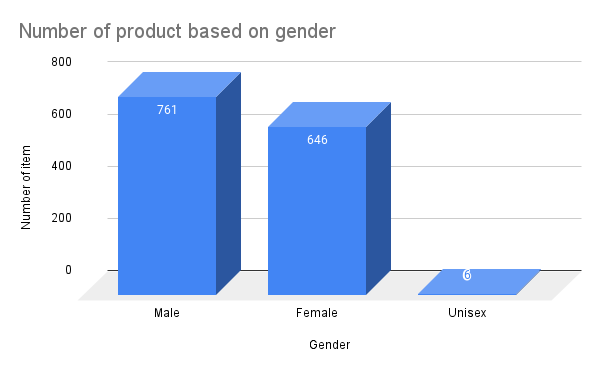 Number of product based on gender
Number of item
800
600
400
200
0
761
646
6
Male
Female
Unisex
Gender